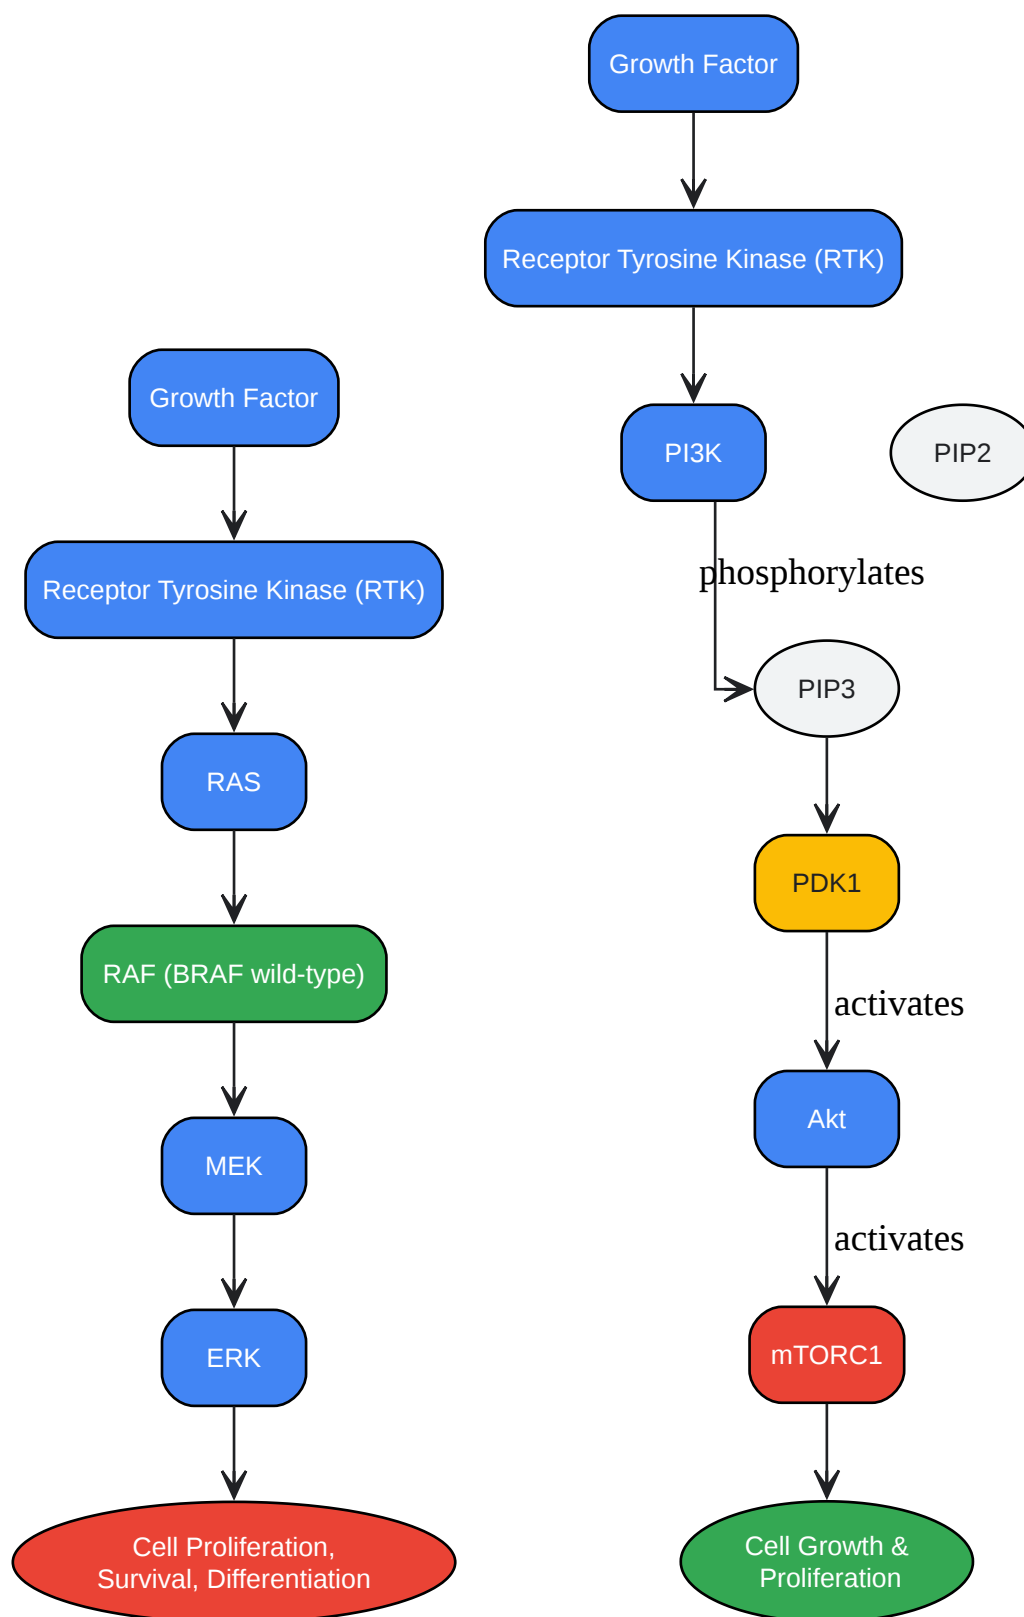 Growth Factor
Receptor Tyrosine Kinase (RTK)
RAS
RAF (BRAF wild-type)
MEK
ERK
Cell Proliferation,
Survival, Differentiation
Growth Factor
Receptor Tyrosine Kinase (RTK)
PI3K
PIP2
phosphorylates
PIP3
PDK1
activates
Akt
activates
mTORC1
Cell Growth &
Proliferation